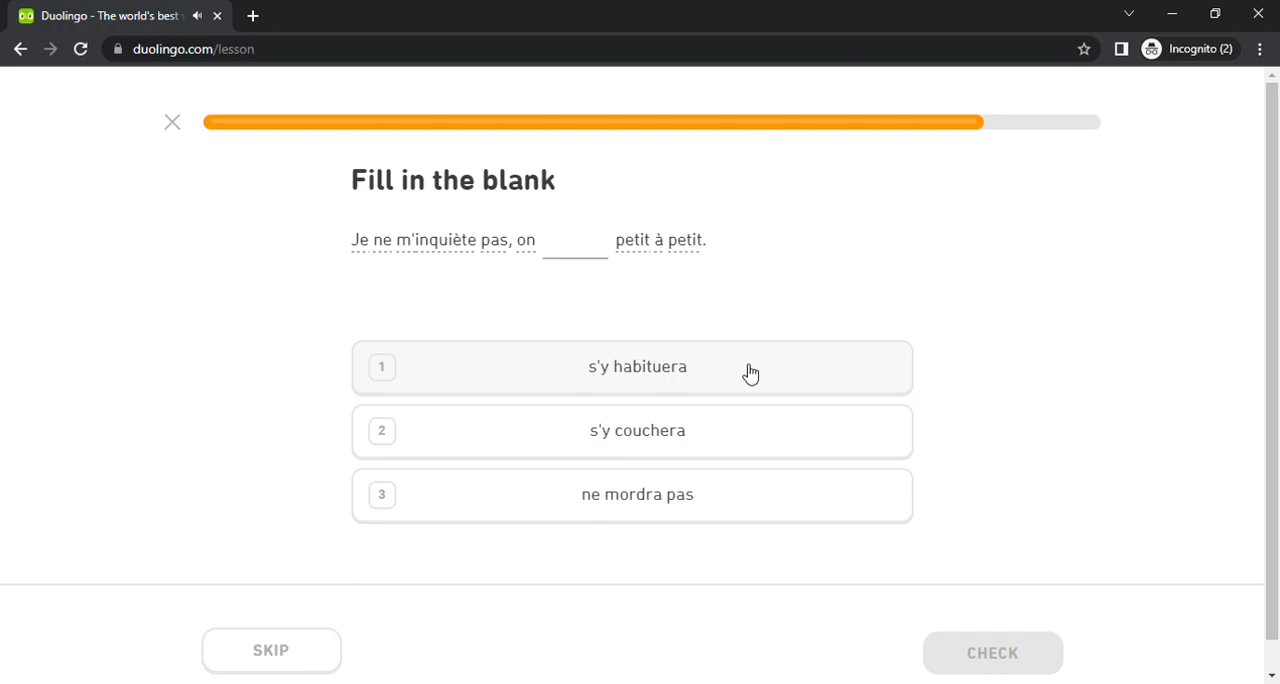 Duolingo - The world's best
duolingo.com/lesson
Incognito (2)
Fill in the blank
Je ne m'inquiète pas, on ______ petit à petit.
1 s'y habituera
2 s'y couchera
3 ne mordra pas
SKIP
CHECK